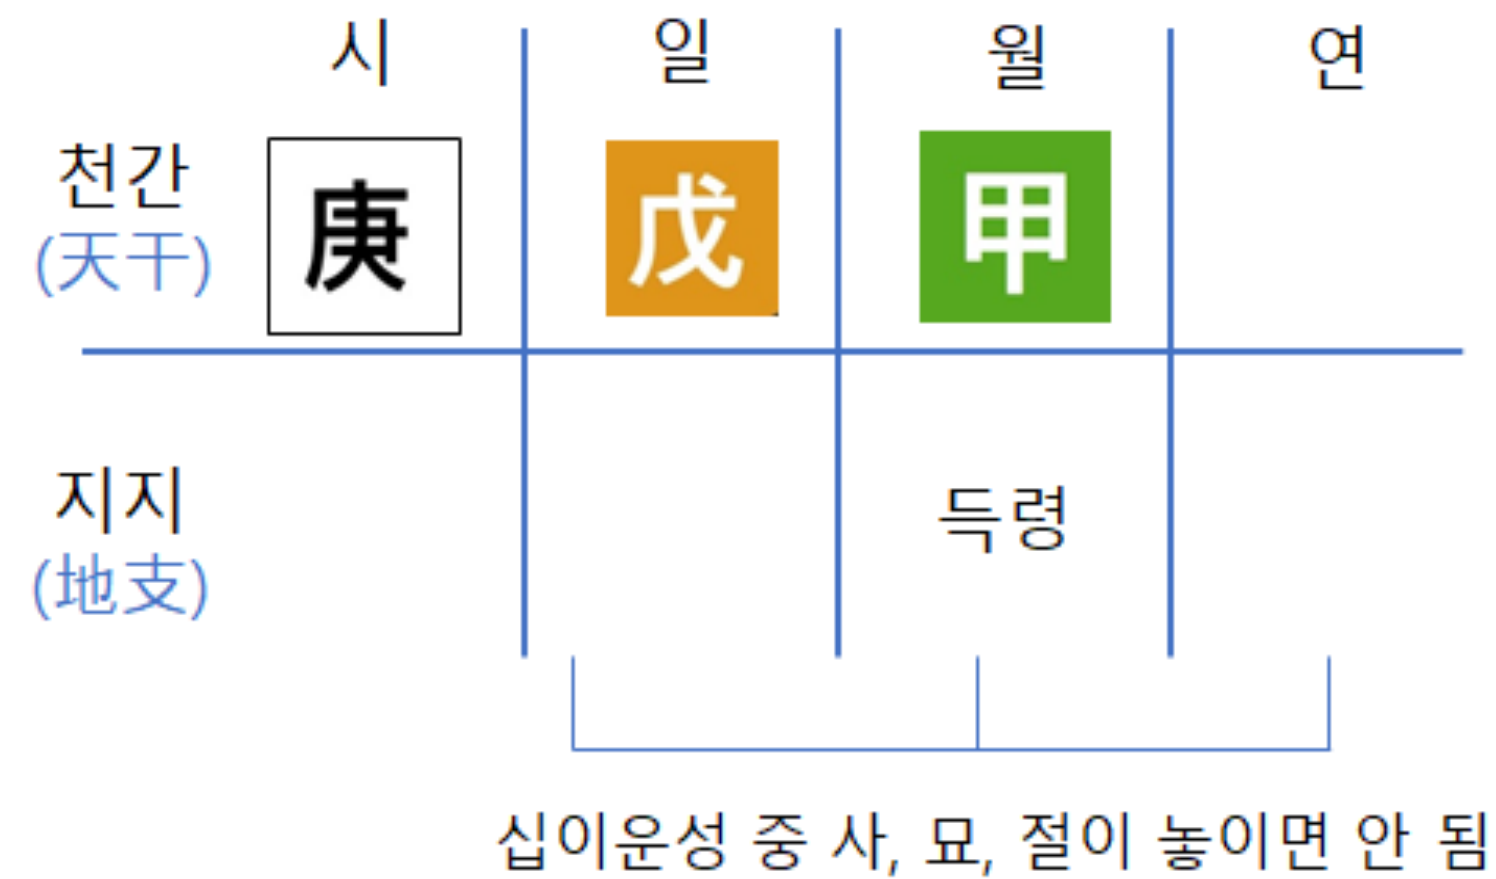 시 일 월 연
천간 庚 戊 甲
(天干)
지지 득령
(地支)
십이운성 중 사, 묘, 절이 놓이면 안 됨